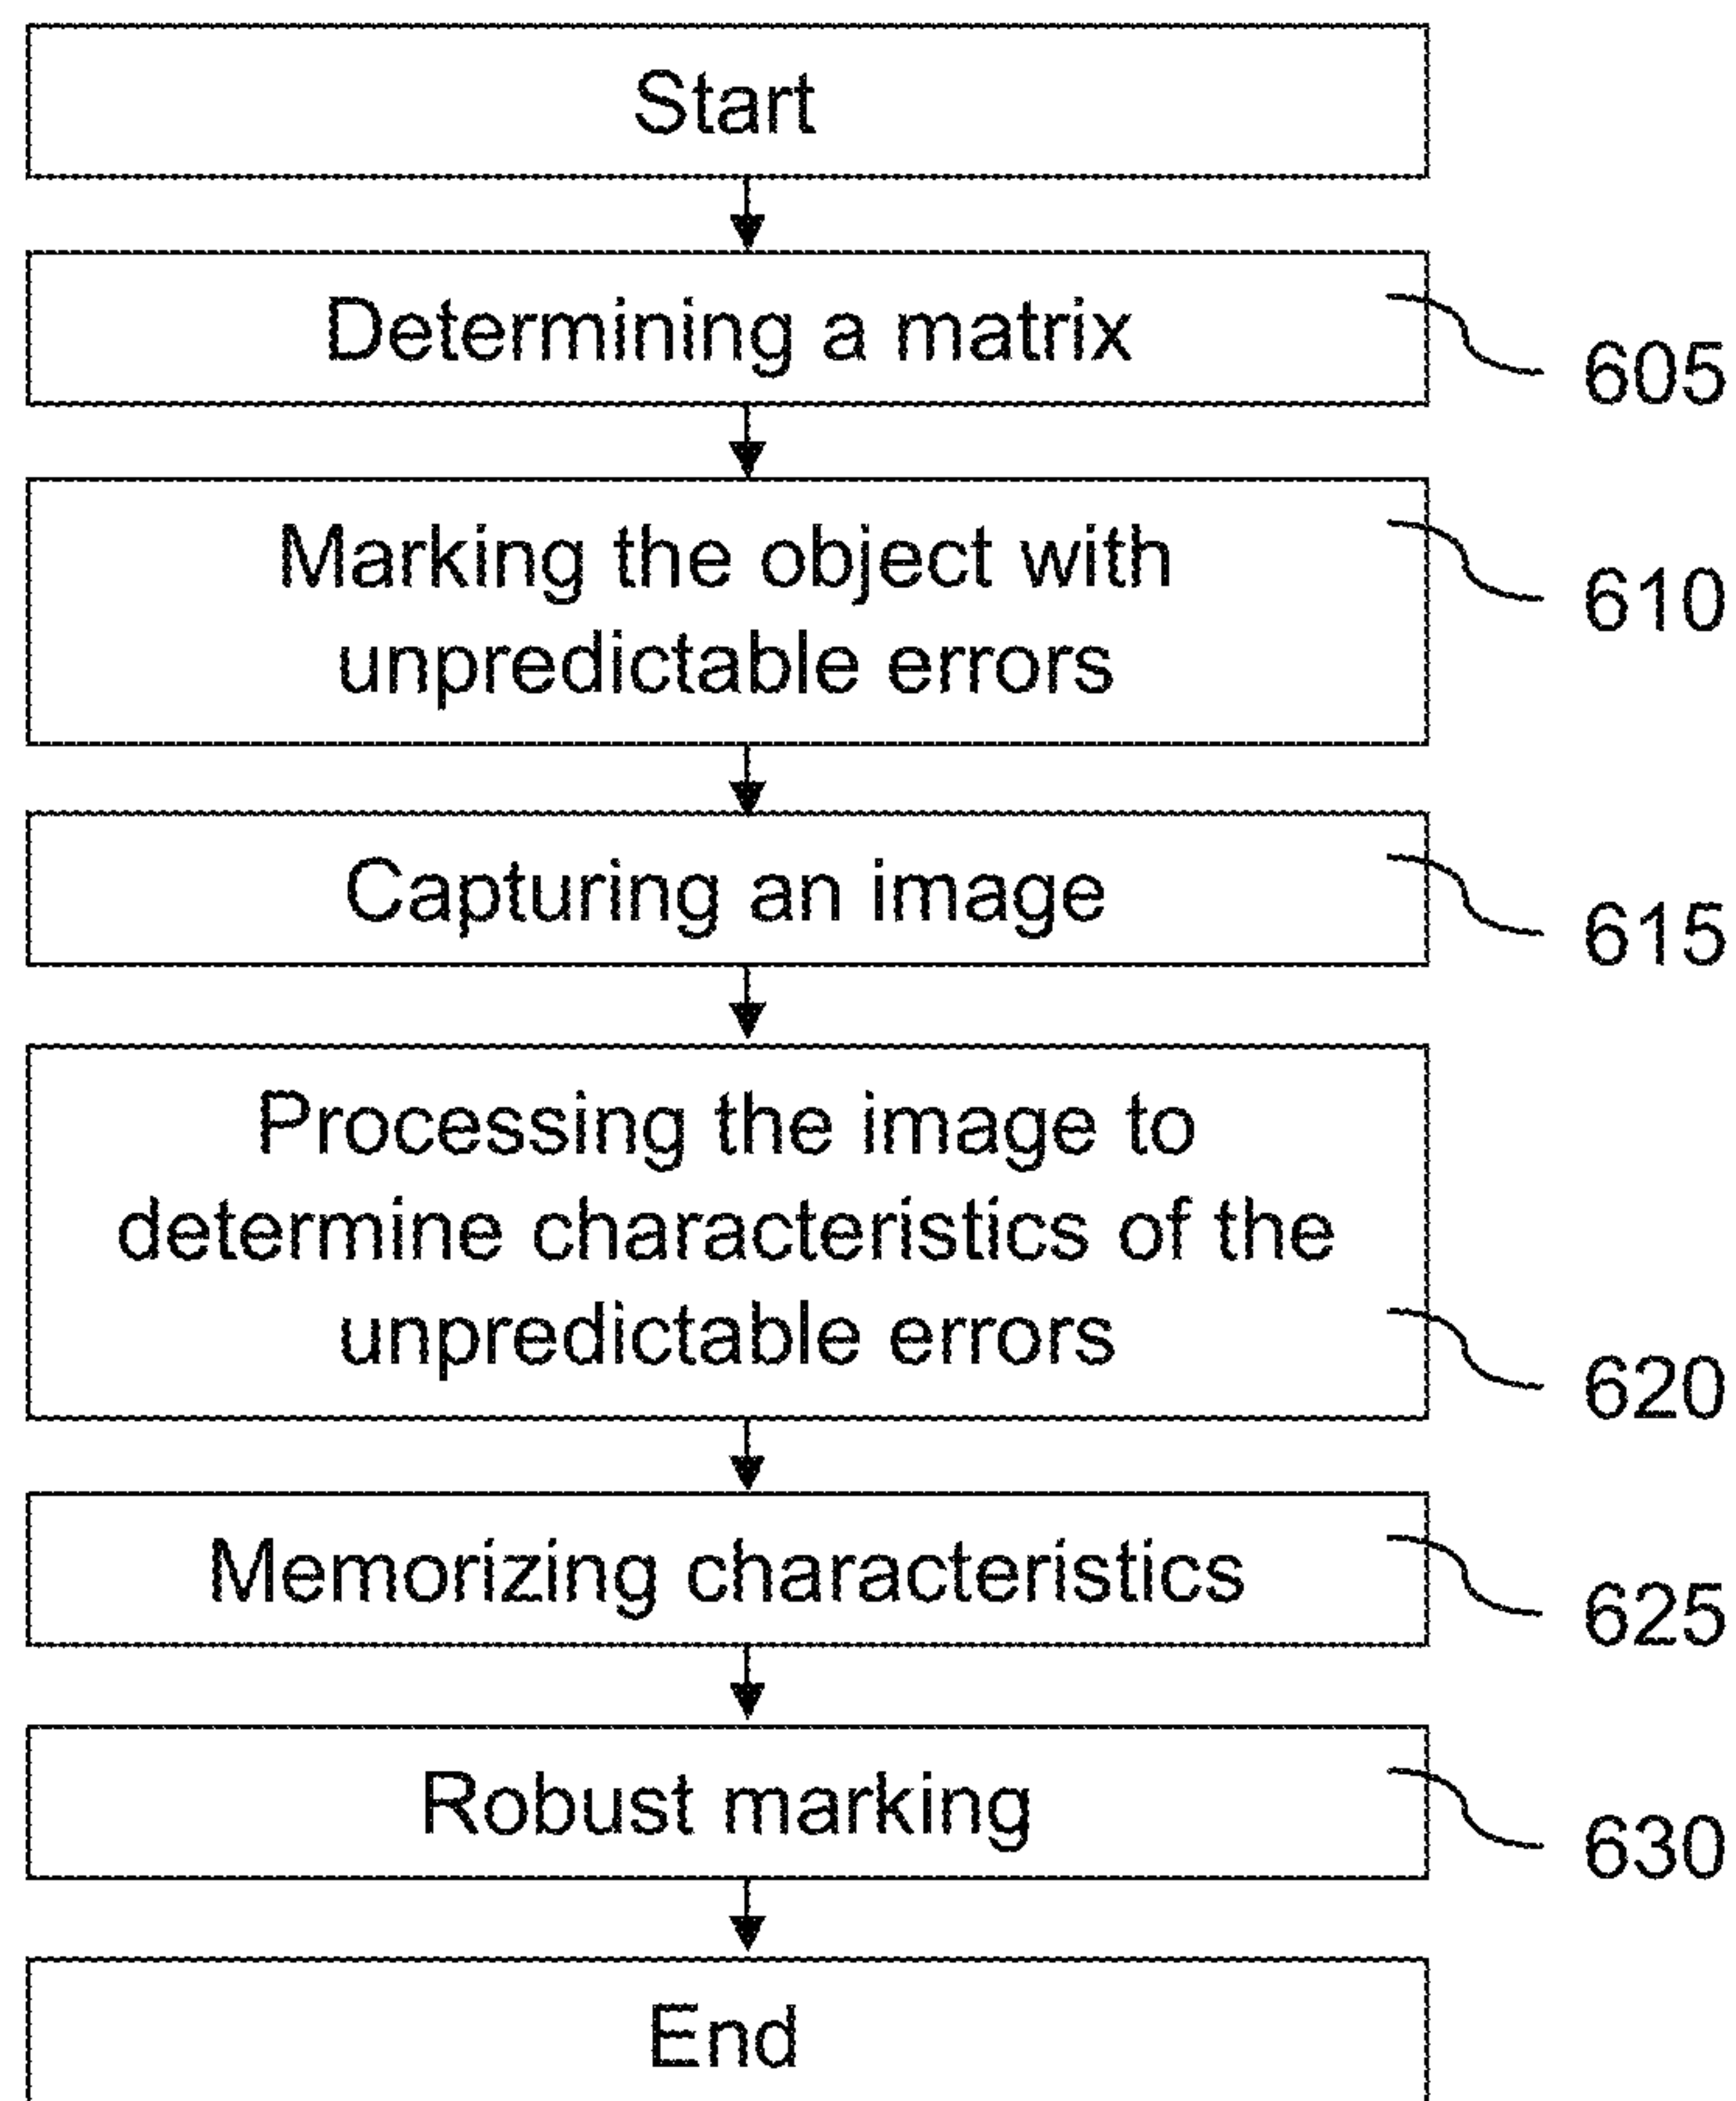 Start
Determining a matrix
605
Marking the object with
unpredictable errors
610
Capturing an image
615
Processing the image to
determine characteristics of the
unpredictable errors
620
Memorizing characteristics
625
Robust marking
630
End